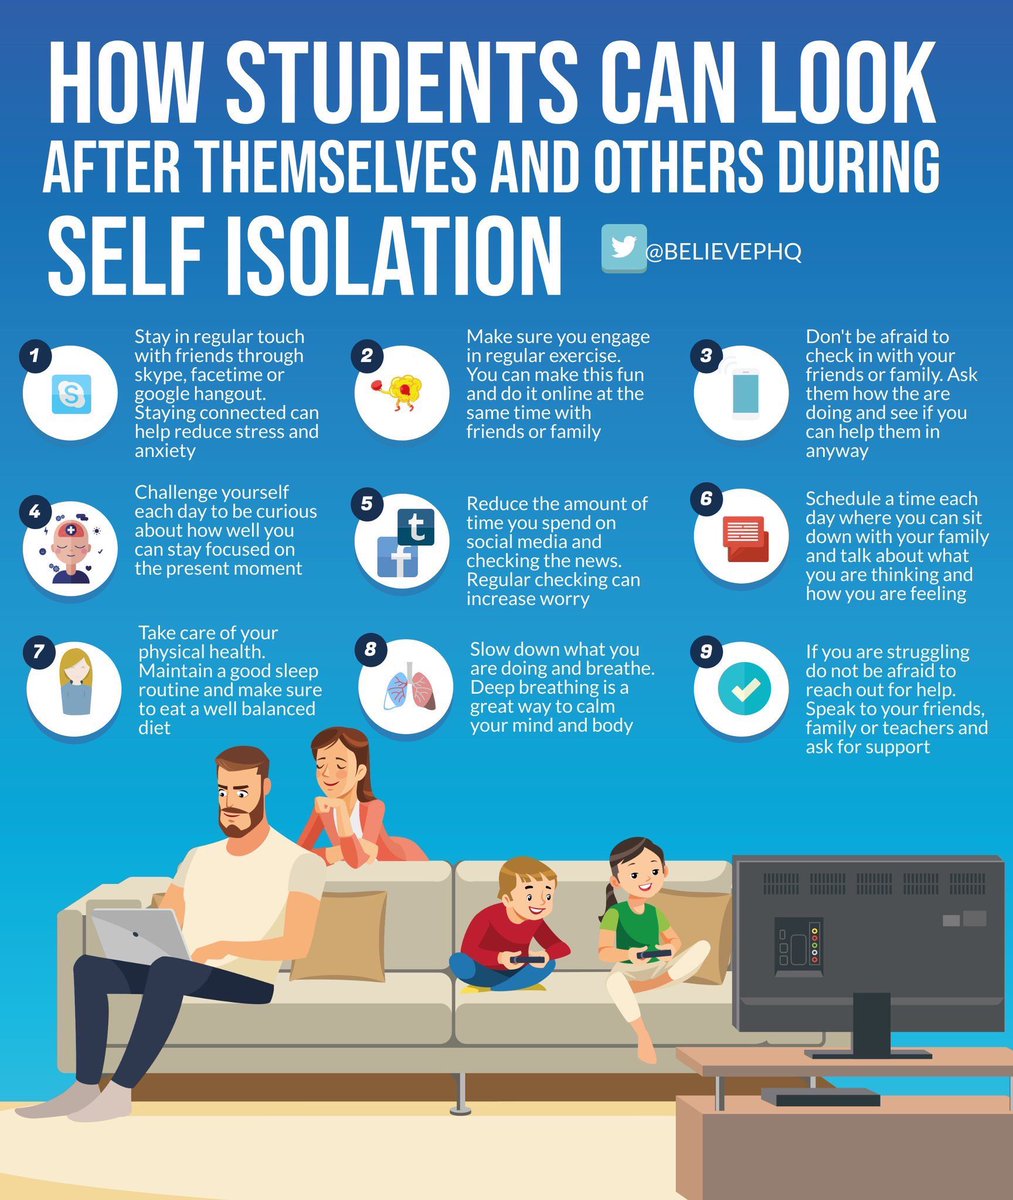 HOW STUDENTS CAN LOOK
AFTER THEMSELVES AND OTHERS DURING
SELF ISOLATION
@BELIEVEPHQ
1
Stay in regular touch
with friends through
skype, facetime or
google hangout.
Staying connected can
help reduce stress and
anxiety
2
Make sure you engage
in regular exercise.
You can make this fun
and do it online at the
same time with
friends or family
3
Don't be afraid to
check in with your
friends or family. Ask
them how the are
doing and see if you
can help them in
anyway
4
Challenge yourself
each day to be curious
about how well you
can stay focused on
the present moment
5
Reduce the amount of
time you spend on
social media and
checking the news.
Regular checking can
increase worry
6
Schedule a time each
day where you can sit
down with your family
and talk about what
you are thinking and
how you are feeling
7
Take care of your
physical health.
Maintain a good sleep
routine and make sure
to eat a well balanced
diet
8
Slow down what you
are doing and breathe.
Deep breathing is a
great way to calm
your mind and body
9
If you are struggling
do not be afraid to
reach out for help.
Speak to your friends,
family or teachers and
ask for support